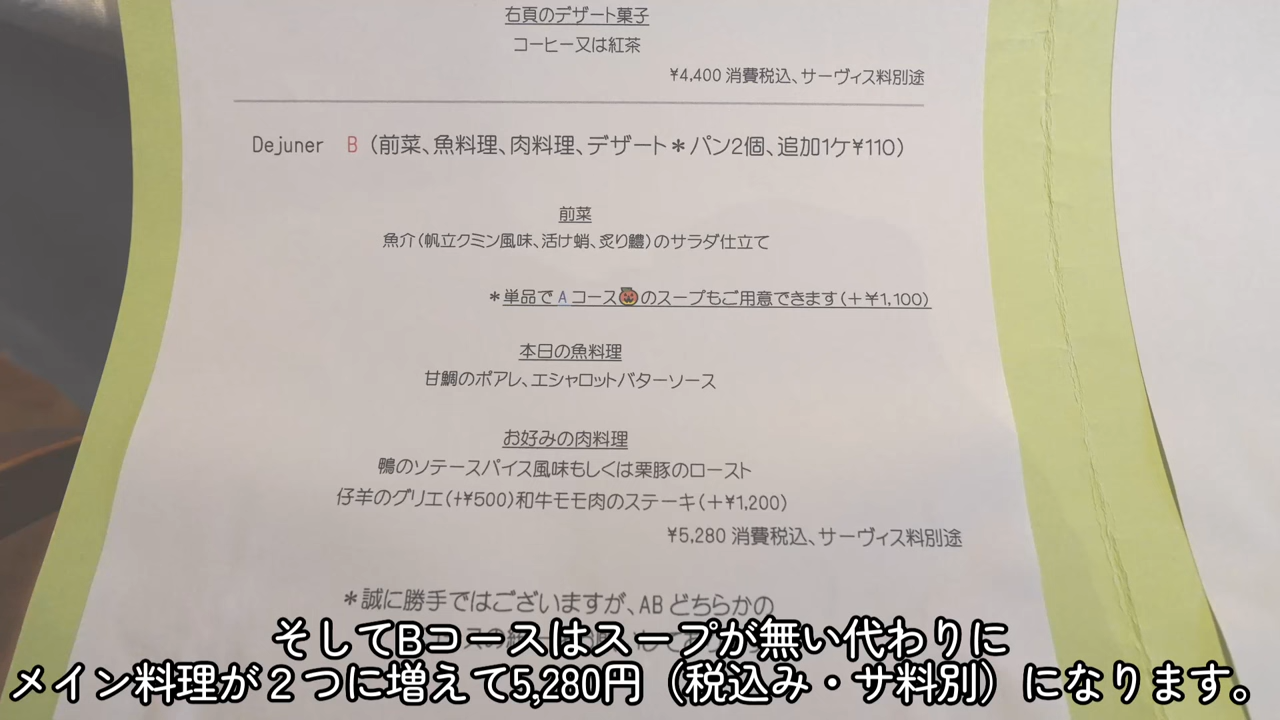 右頁のデザート菓子
コーヒー又は紅茶
¥4,400 消費税込、サーヴィス料別途
Dejuner B（前菜、魚料理、肉料理、デザート＊パン2個、追加1ケ¥110）
前菜
魚介（帆立クミン風味、活け蛸、炙り鱧）のサラダ仕立て
＊単品でAコース🎃のスープもご用意できます（＋¥1,100）
本日の魚料理
甘鯛のポアレ、エシャロットバターソース
お好みの肉料理
鴨のソテースパイス風味もしくは栗豚のロースト
仔羊のグリエ（+¥500）和牛モモ肉のステーキ（＋¥1,200）
¥5,280 消費税込、サーヴィス料別途
＊誠に勝手ではございますが、AB どちらかの
そしてBコースはスープが無い代わりに
メイン料理が２つに増えて5,280円（税込み・サ料別）になります。